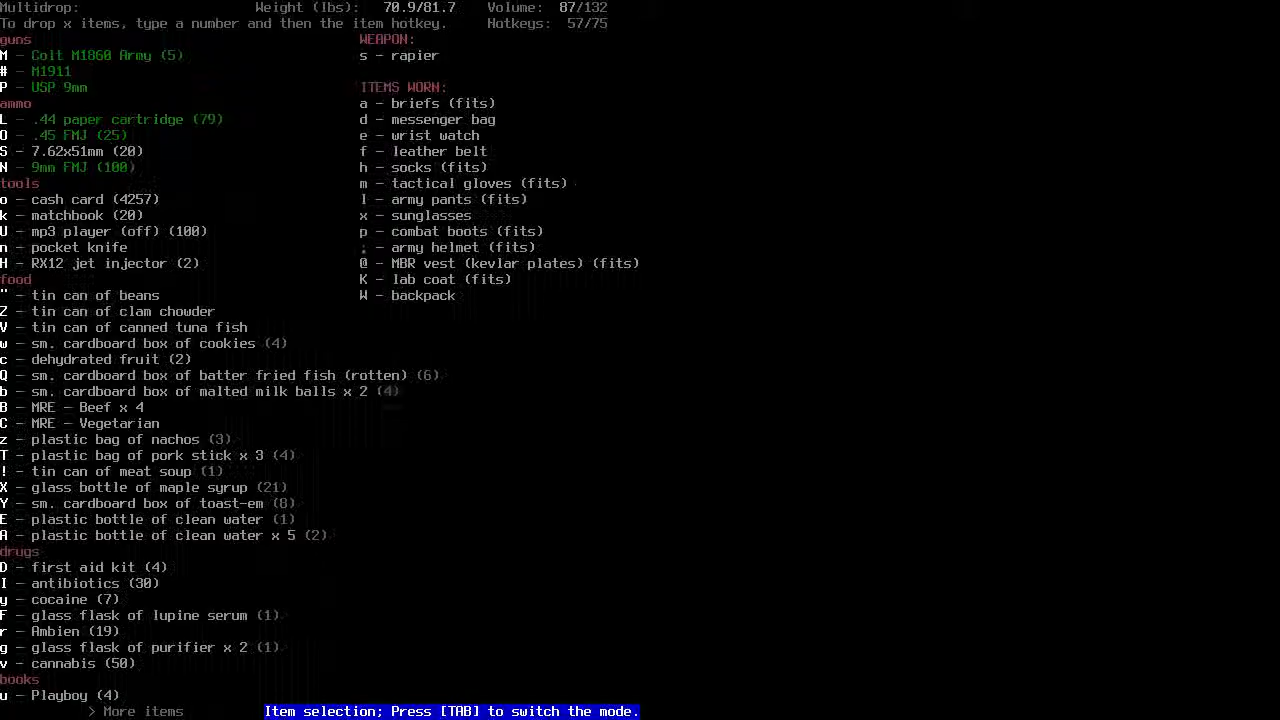 Multidrop: Weight (lbs): 70.9/81.7 Volume: 87/132
To drop x items, type a number and then the item hotkey. Hotkeys: 57/75
guns
M - Colt M1860 Army (5)
# - M1911
P - USP 9mm
ammo
L - .44 paper cartridge (79)
O - .45 FMJ (25)
S - 7.62x51mm (20)
N - 9mm FMJ (100)
tools
o - cash card (4257)
k - matchbook (20)
U - mp3 player (off) (100)
n - pocket knife
H - RX12 jet injector (2)
food
" - tin can of beans
Z - tin can of clam chowder
V - tin can of canned tuna fish
w - sm. cardboard box of cookies (4)
c - dehydrated fruit (2)
Q - sm. cardboard box of batter fried fish (rotten) (6)
b - sm. cardboard box of malted milk balls x 2 (4)
B - MRE - Beef x 4
C - MRE - Vegetarian
z - plastic bag of nachos (3)
T - plastic bag of pork stick x 3 (4)
! - tin can of meat soup (1)
X - glass bottle of maple syrup (21)
Y - sm. cardboard box of toast-em (8)
E - plastic bottle of clean water (1)
A - plastic bottle of clean water x 5 (2)
drugs
D - first aid kit (4)
I - antibiotics (30)
y - cocaine (7)
F - glass flask of lupine serum (1)
r - Ambien (19)
g - glass flask of purifier x 2 (1)
v - cannabis (50)
books
u - Playboy (4)
WEAPON:
s - rapier
ITEMS WORN:
a - briefs (fits)
d - messenger bag
e - wrist watch
f - leather belt
h - socks (fits)
m - tactical gloves (fits)
l - army pants (fits)
x - sunglasses
p - combat boots (fits)
; - army helmet (fits)
@ - MBR vest (kevlar plates) (fits)
K - lab coat (fits)
W - backpack
> More items
Item selection; Press [TAB] to switch the mode.